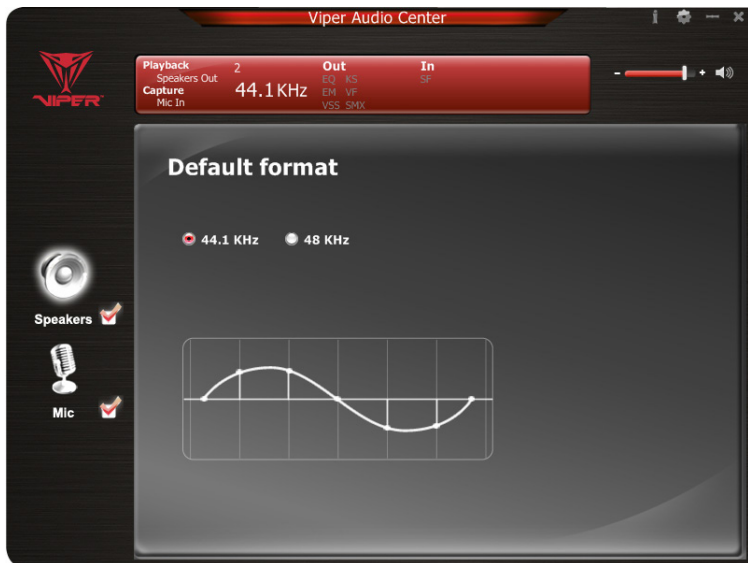 Viper Audio Center
VIPER
Playback 2 Out In
Speakers Out EQ KS SF
Capture 44.1 KHz EM VF
Mic In VSS SMX
Default format
44.1 KHz 48 KHz
Speakers
Mic